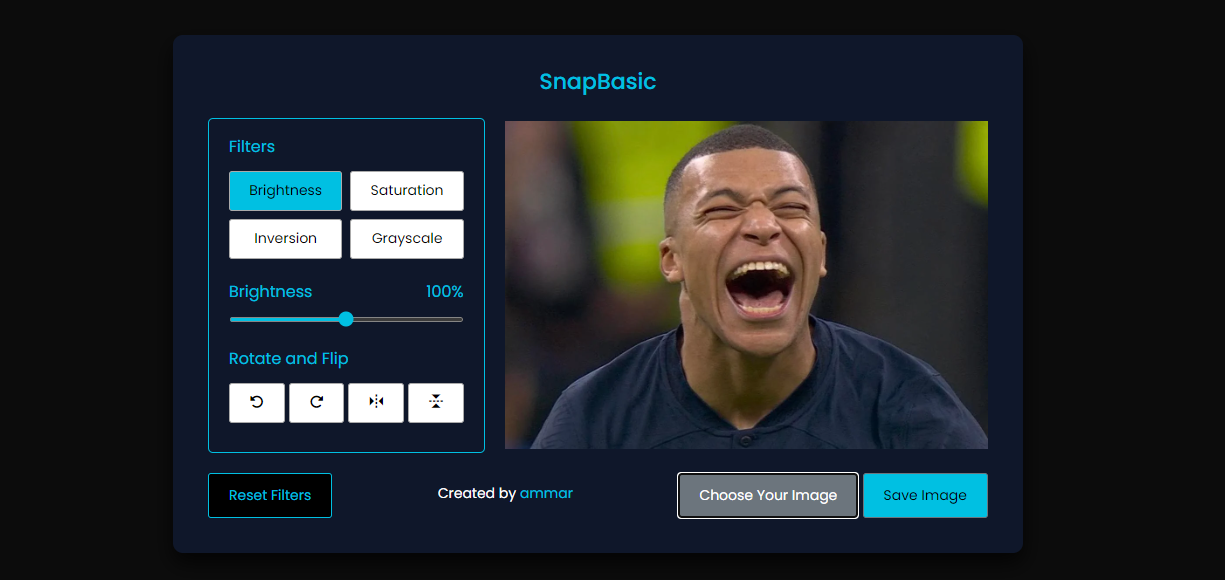 SnapBasic
Filters
Brightness
Saturation
Inversion
Grayscale
Brightness 100%
Rotate and Flip
Reset Filters
Created by ammar
Choose Your Image
Save Image